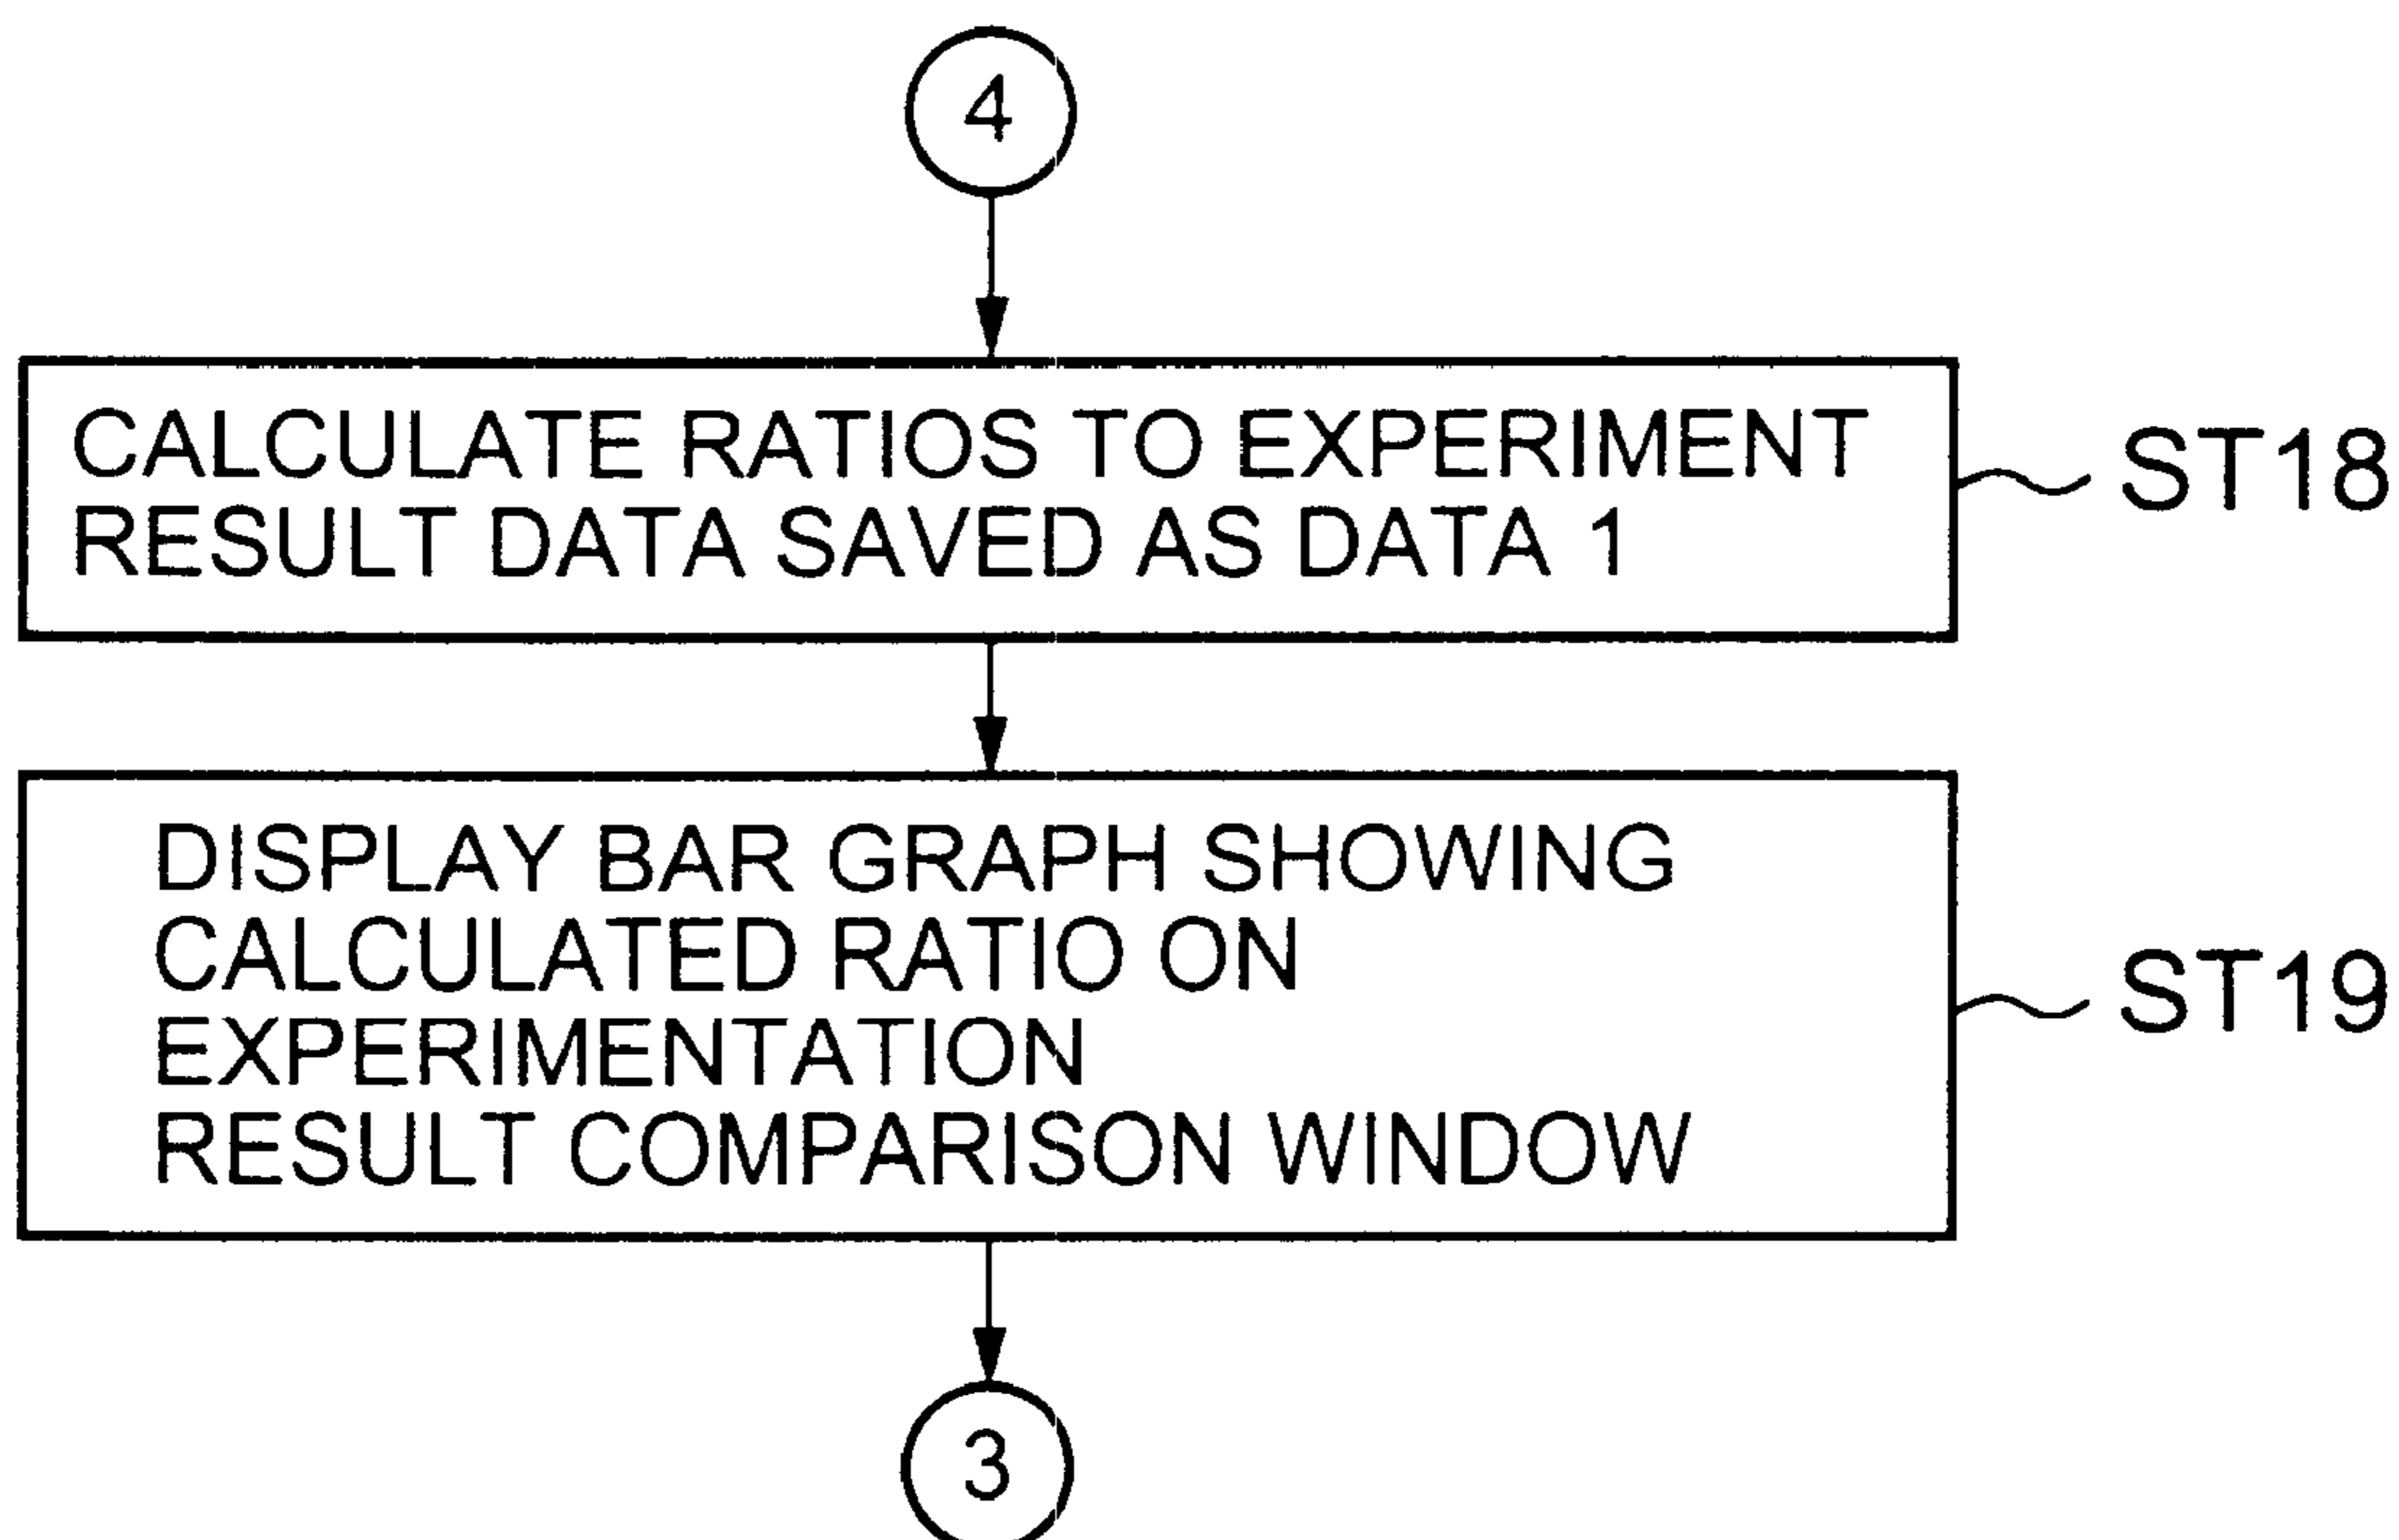 4
CALCULATE RATIOS TO EXPERIMENT
RESULT DATA SAVED AS DATA 1
ST18
DISPLAY BAR GRAPH SHOWING
CALCULATED RATIO ON
EXPERIMENTATION
RESULT COMPARISON WINDOW
ST19
3